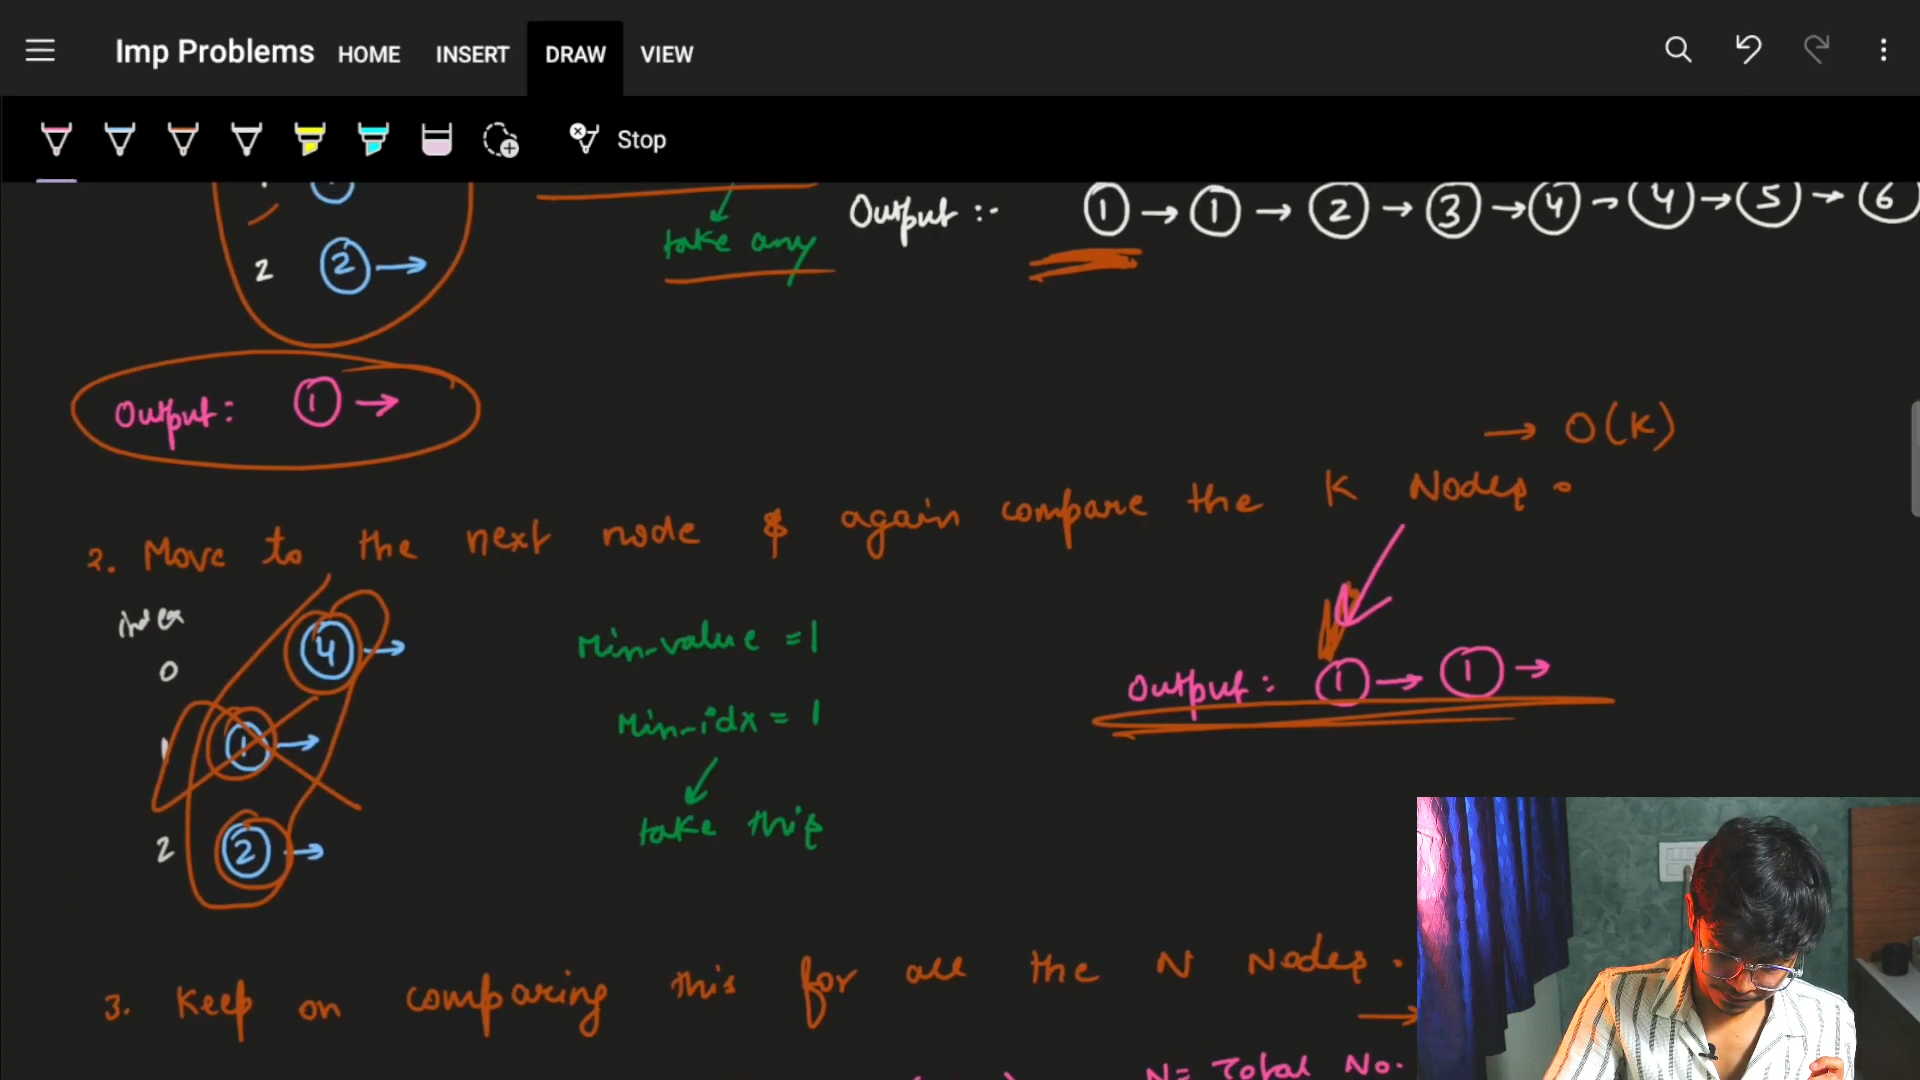 Imp Problems HOME INSERT DRAW VIEW
Stop
take any
Output :- 1 → 1 → 2 → 3 → 4 → 4 → 5 → 6
2 2 →
Output: 1 →
→ O(K)
2. Move to the next node & again compare the K Nodes.
index
0 4 →
Min-value = 1
Output: 1 → 1 →
1 1 →
Min-idx = 1
take this
2 2 →
3. Keep on comparing this for all the N Nodes.
→
N = Total No.